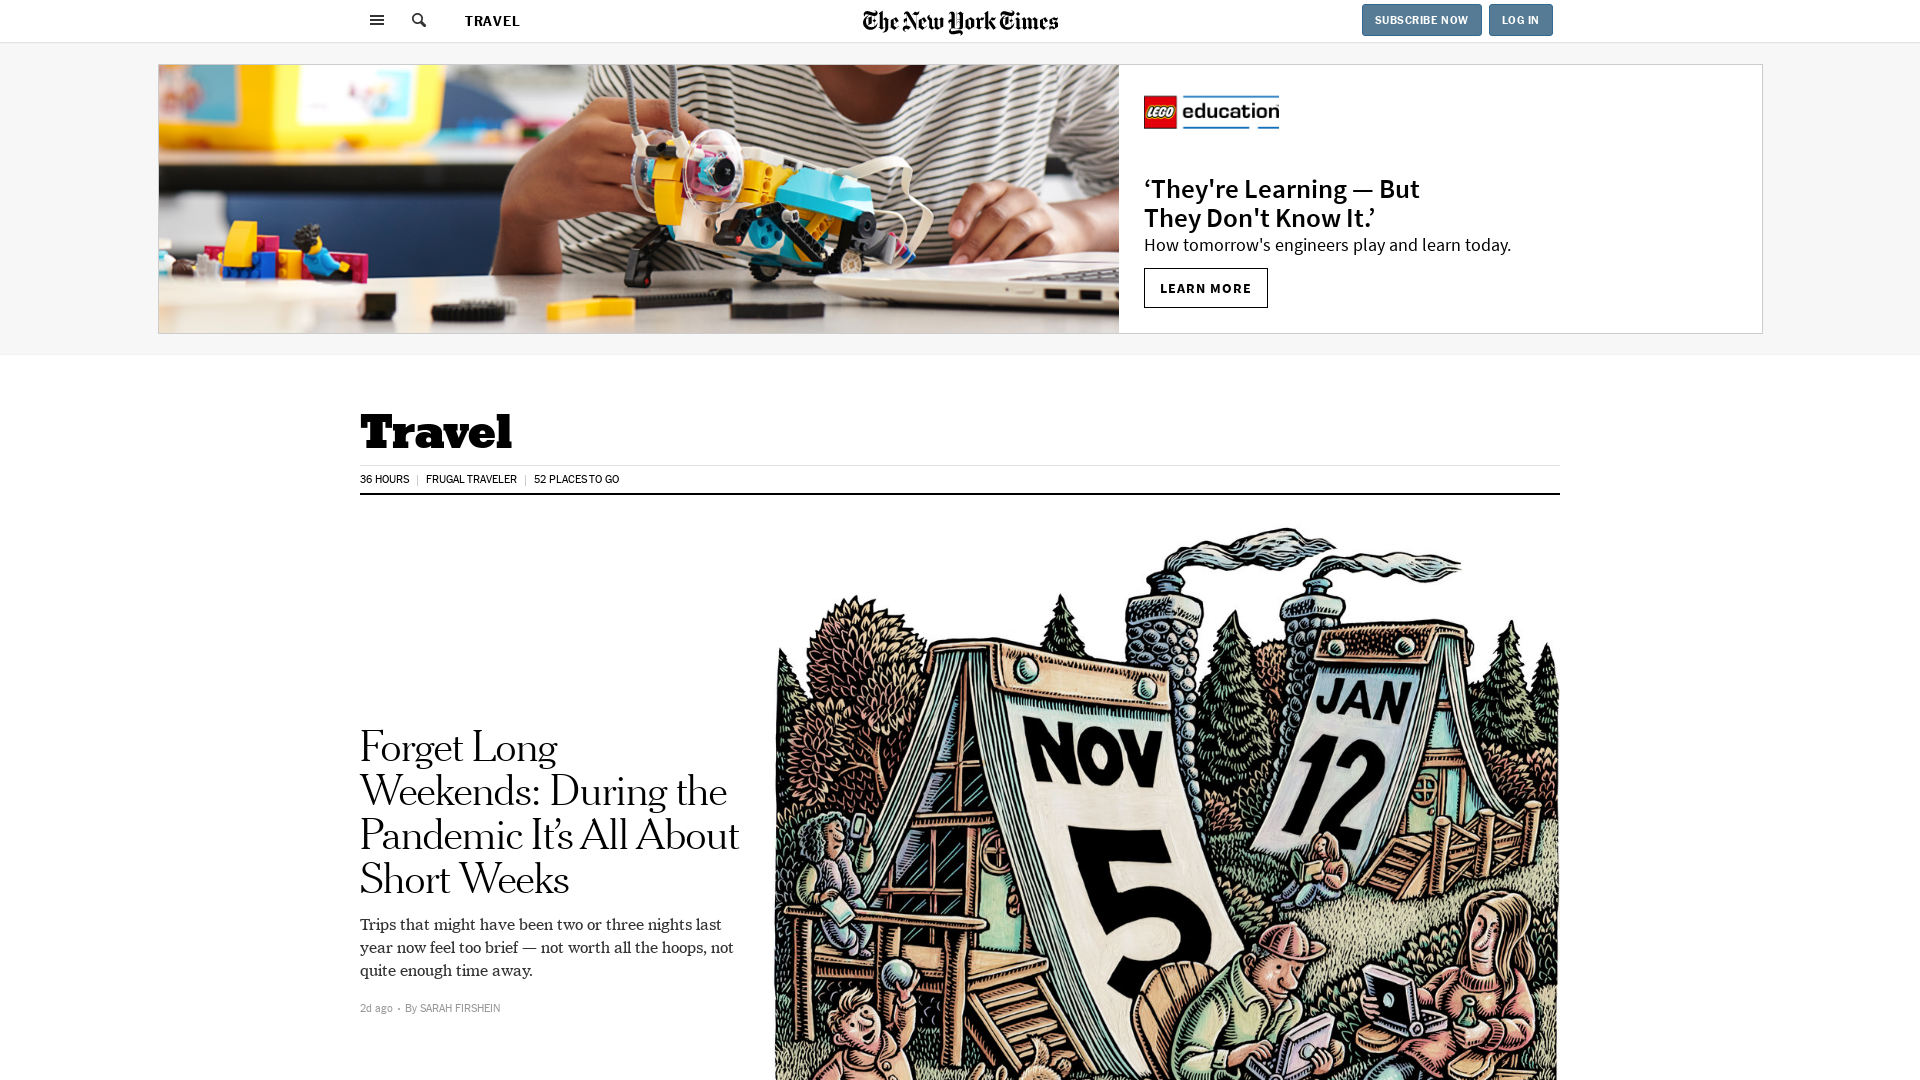 TRAVEL
The New York Times
SUBSCRIBE NOW
LOG IN
LEGO education
‘They're Learning — But
They Don't Know It.’
How tomorrow's engineers play and learn today.
LEARN MORE
Travel
36 HOURS
FRUGAL TRAVELER
52 PLACES TO GO
Forget Long
Weekends: During the
Pandemic It’s All About
Short Weeks
Trips that might have been two or three nights last
year now feel too brief — not worth all the hoops, not
quite enough time away.
2d ago • By SARAH FIRSHEIN
JAN
12
NOV
5